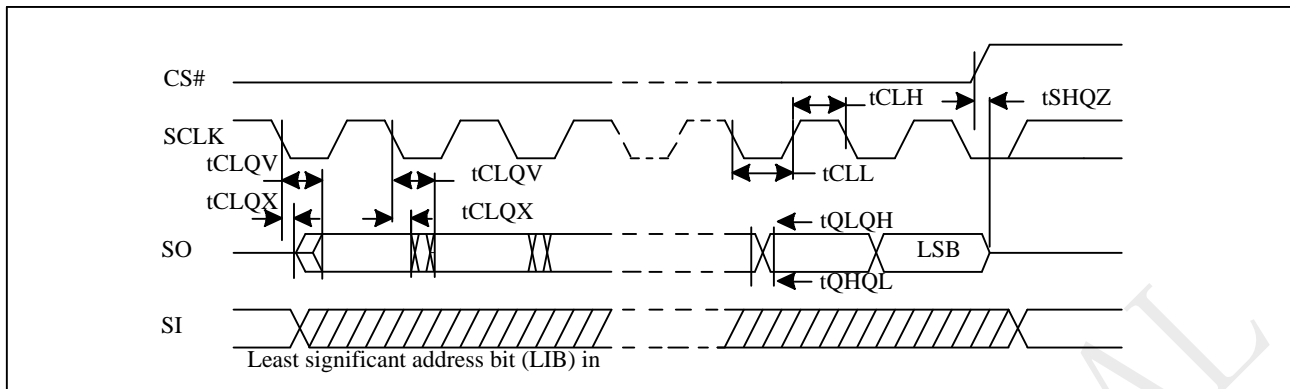 CS#
tCLH
tSHQZ
SCLK
tCLQV
tCLQV
tCLL
tCLQX
tCLQX
tQLQH
SO
LSB
tQHQL
SI
Least significant address bit (LIB) in